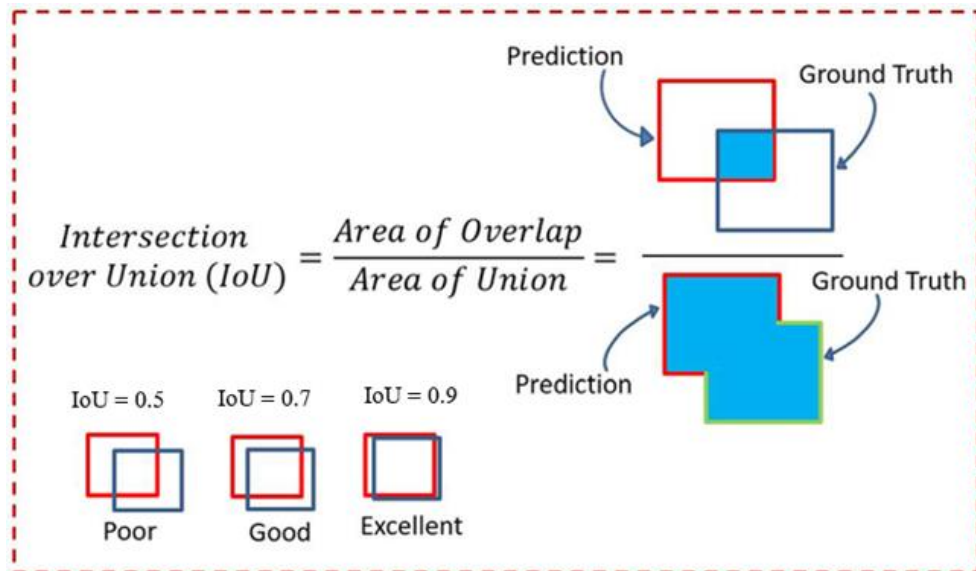 Prediction
Ground Truth
Intersection
over Union (IoU)
=
Area of Overlap
Area of Union
=
Ground Truth
Prediction
IoU = 0.5
IoU = 0.7
IoU = 0.9
Poor
Good
Excellent